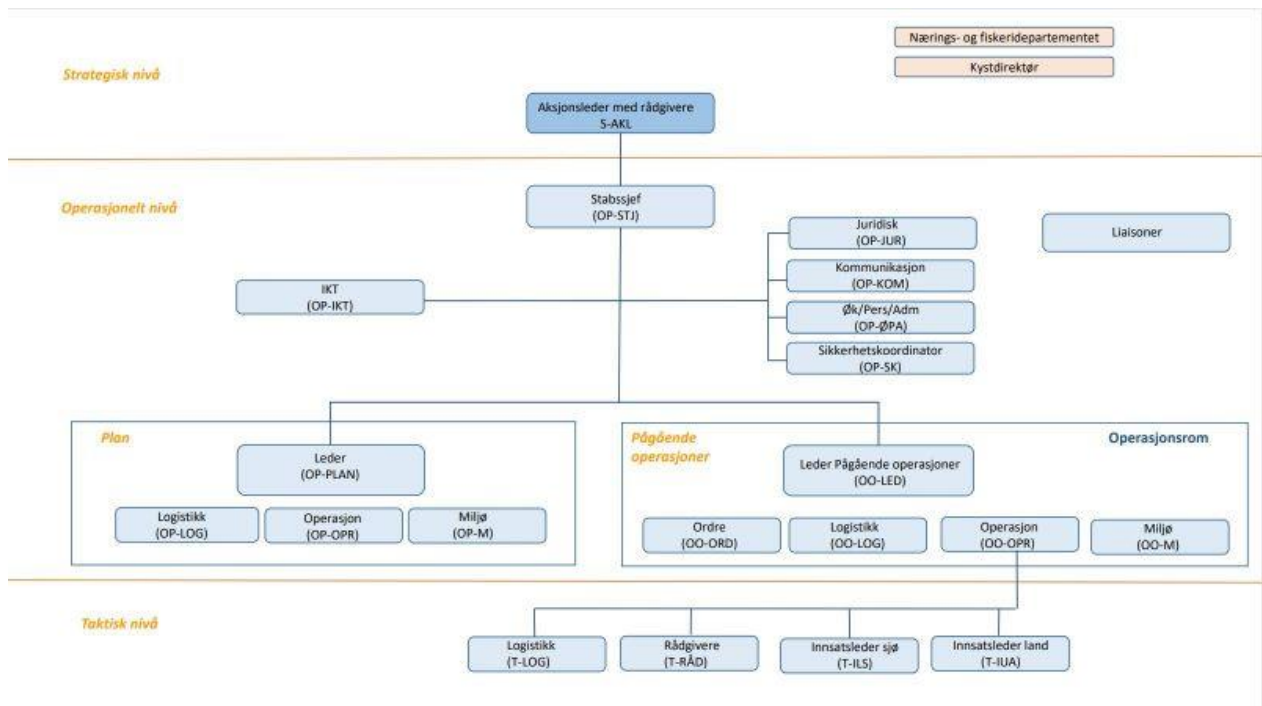 Nærings- og fiskeridepartementet
Kystdirektør
Strategisk nivå
Aksjonsleder med rådgivere
S-AKL
Operasjonelt nivå
Stabssjef
(OP-STJ)
Juridisk
(OP-JUR)
Liaisoner
Kommunikasjon
(OP-KOM)
IKT
(OP-IKT)
Øk/Pers/Adm
(OP-ØPA)
Sikkerhetskoordinator
(OP-SK)
Plan
Leder
(OP-PLAN)
Logistikk
(OP-LOG)
Operasjon
(OP-OPR)
Miljø
(OP-M)
Pågående
operasjoner
Operasjonsrom
Leder Pågående operasjoner
(OO-LED)
Ordre
(OO-ORD)
Logistikk
(OO-LOG)
Operasjon
(OO-OPR)
Miljø
(OO-M)
Taktisk nivå
Logistikk
(T-LOG)
Rådgivere
(T-RÅD)
Innsatsleder sjø
(T-ILS)
Innsatsleder land
(T-IUA)